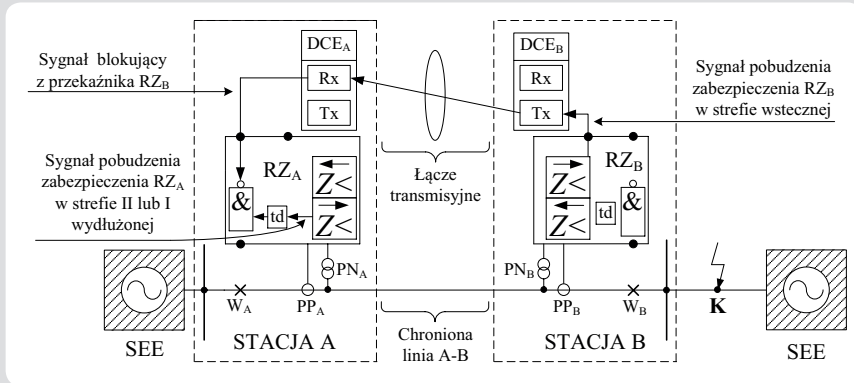 Sygnał blokujący
z przekaźnika RZB
DCEA
Rx
Tx
DCEB
Rx
Tx
Sygnał pobudzenia
zabezpieczenia RZB
w strefie wstecznej
Sygnał pobudzenia
zabezpieczenia RZA
w strefie II lub I
wydłużonej
RZA
&
td
Z<
Z<
Łącze
transmisyjne
RZB
Z<
Z<
td
&
PNA
PNB
WA
PPA
PPB
WB
K
SEE
STACJA A
Chroniona
linia A-B
STACJA B
SEE